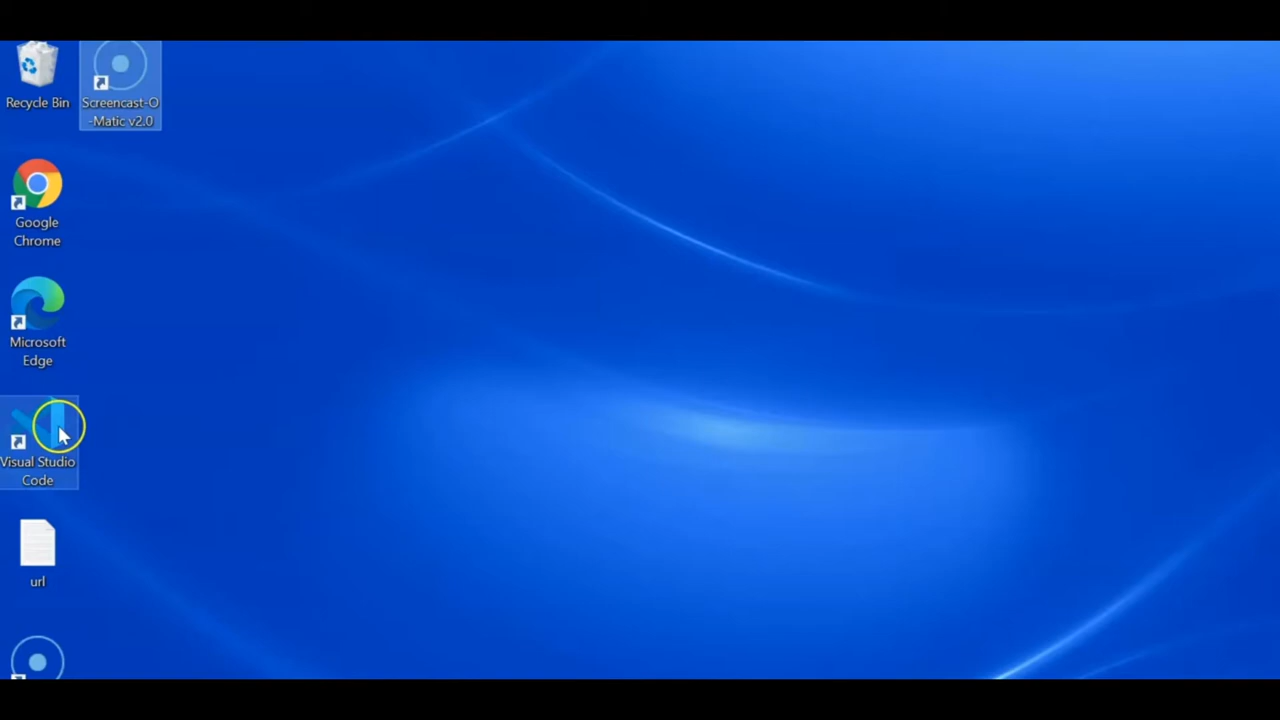 Recycle Bin
Screencast-O
-Matic v2.0
Google
Chrome
Microsoft
Edge
Visual Studio
Code
url